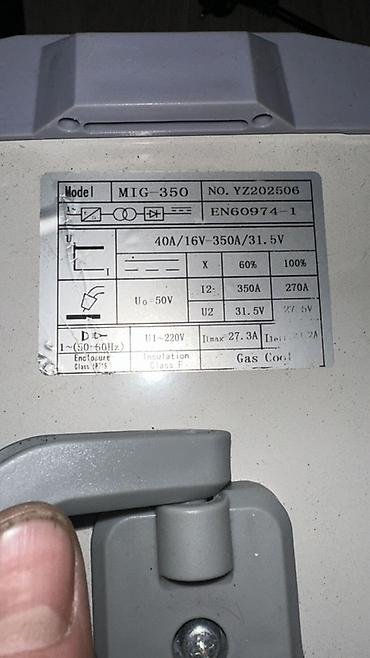 Model MIG-350 NO. YZ202506
1~ EN60974-1
U I 40A/16V-350A/31.5V
X 60% 100%
U₀=50V I2 350A 270A
U2 31.5V 27.5V
1~(50-60Hz) U1~220V I1max 27.3A
Enclosure Class Insulation Class F Gas Cool